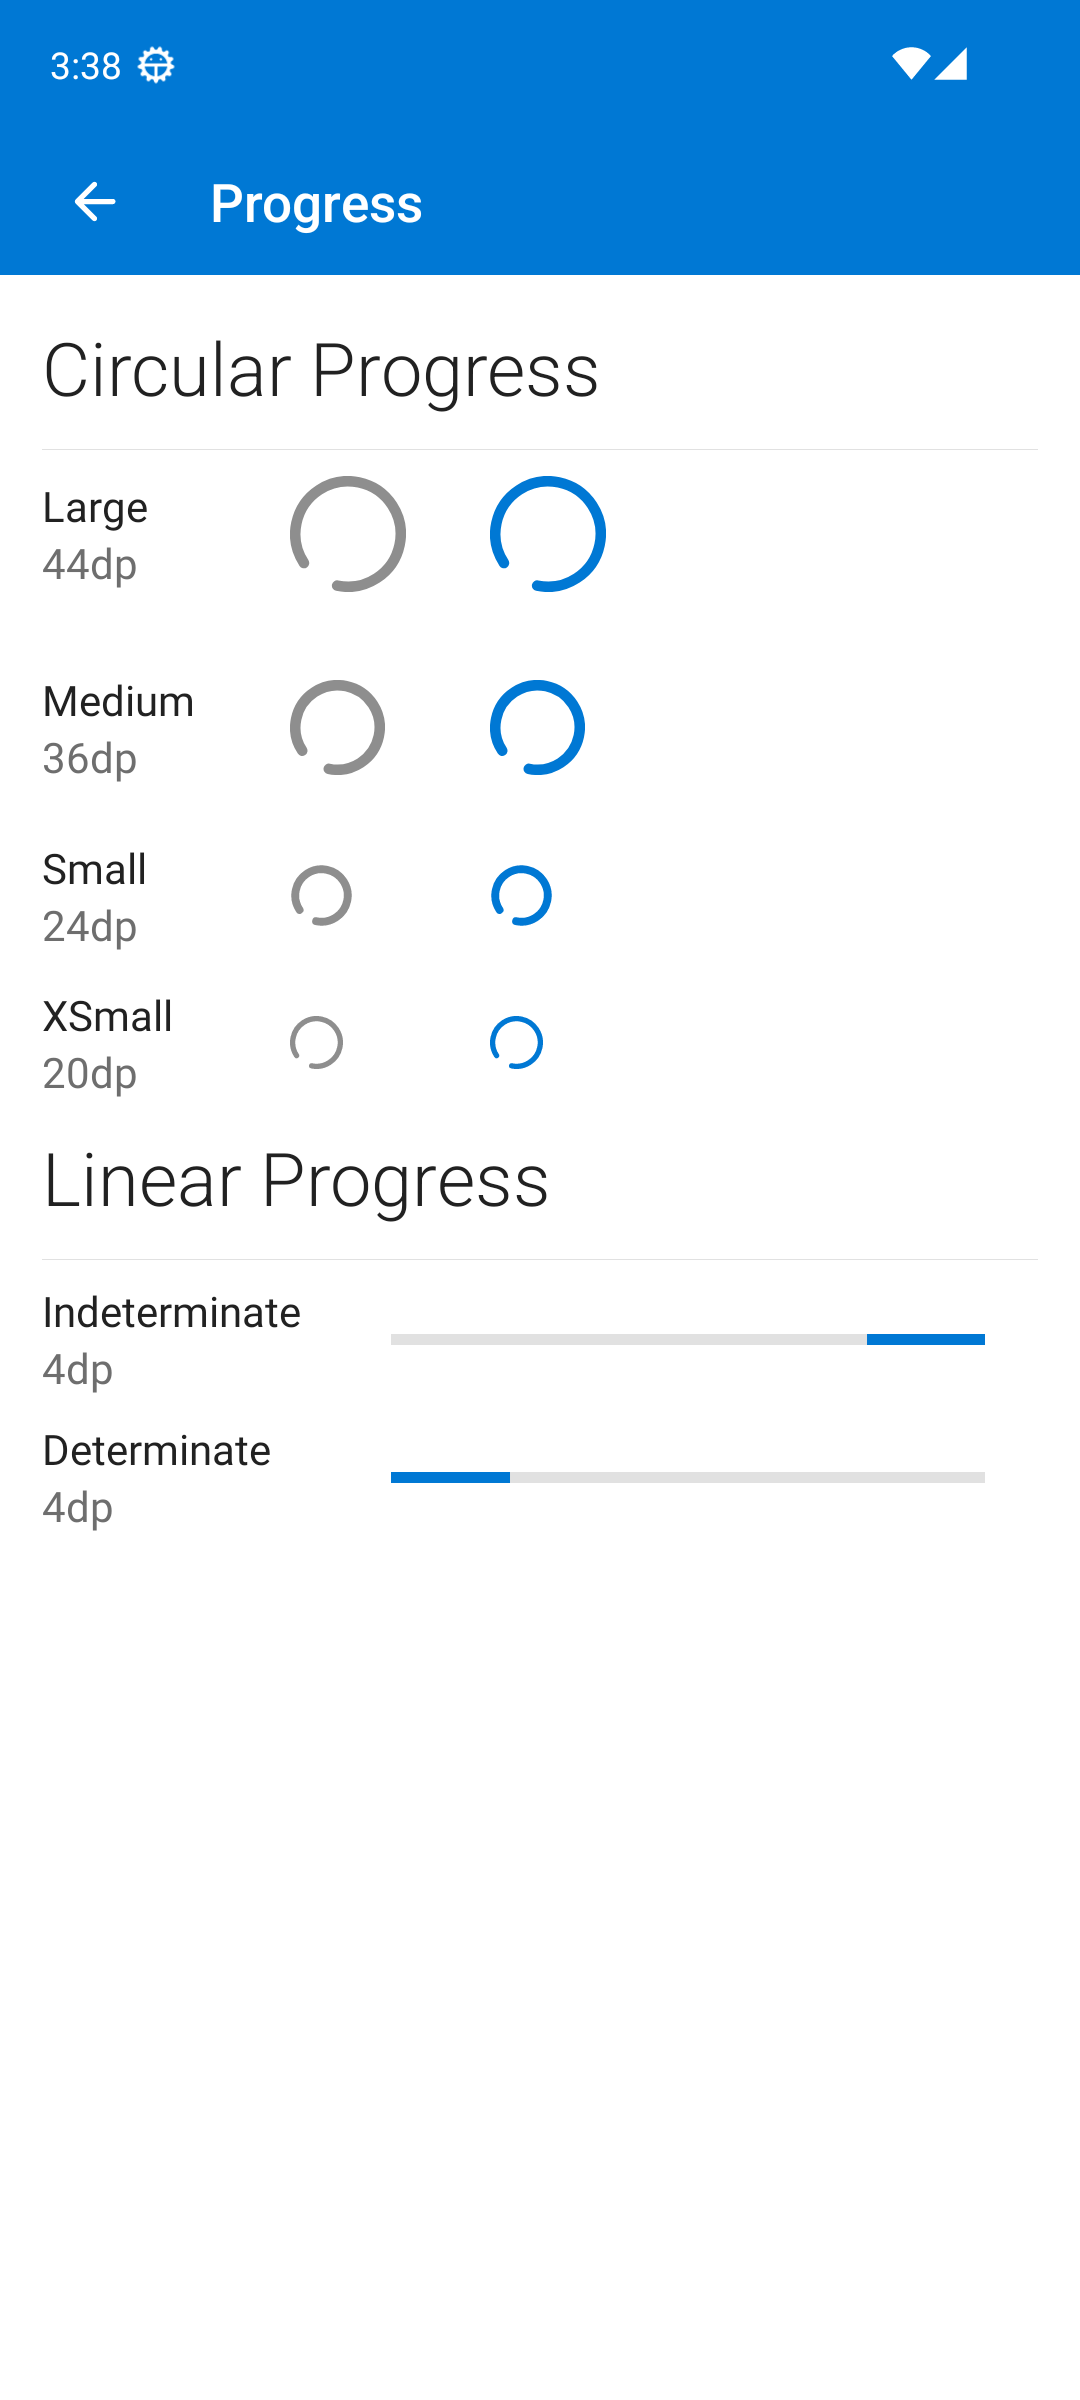 3:38
Progress
Circular Progress
Large
44dp
Medium
36dp
Small
24dp
XSmall
20dp
Linear Progress
Indeterminate
4dp
Determinate
4dp